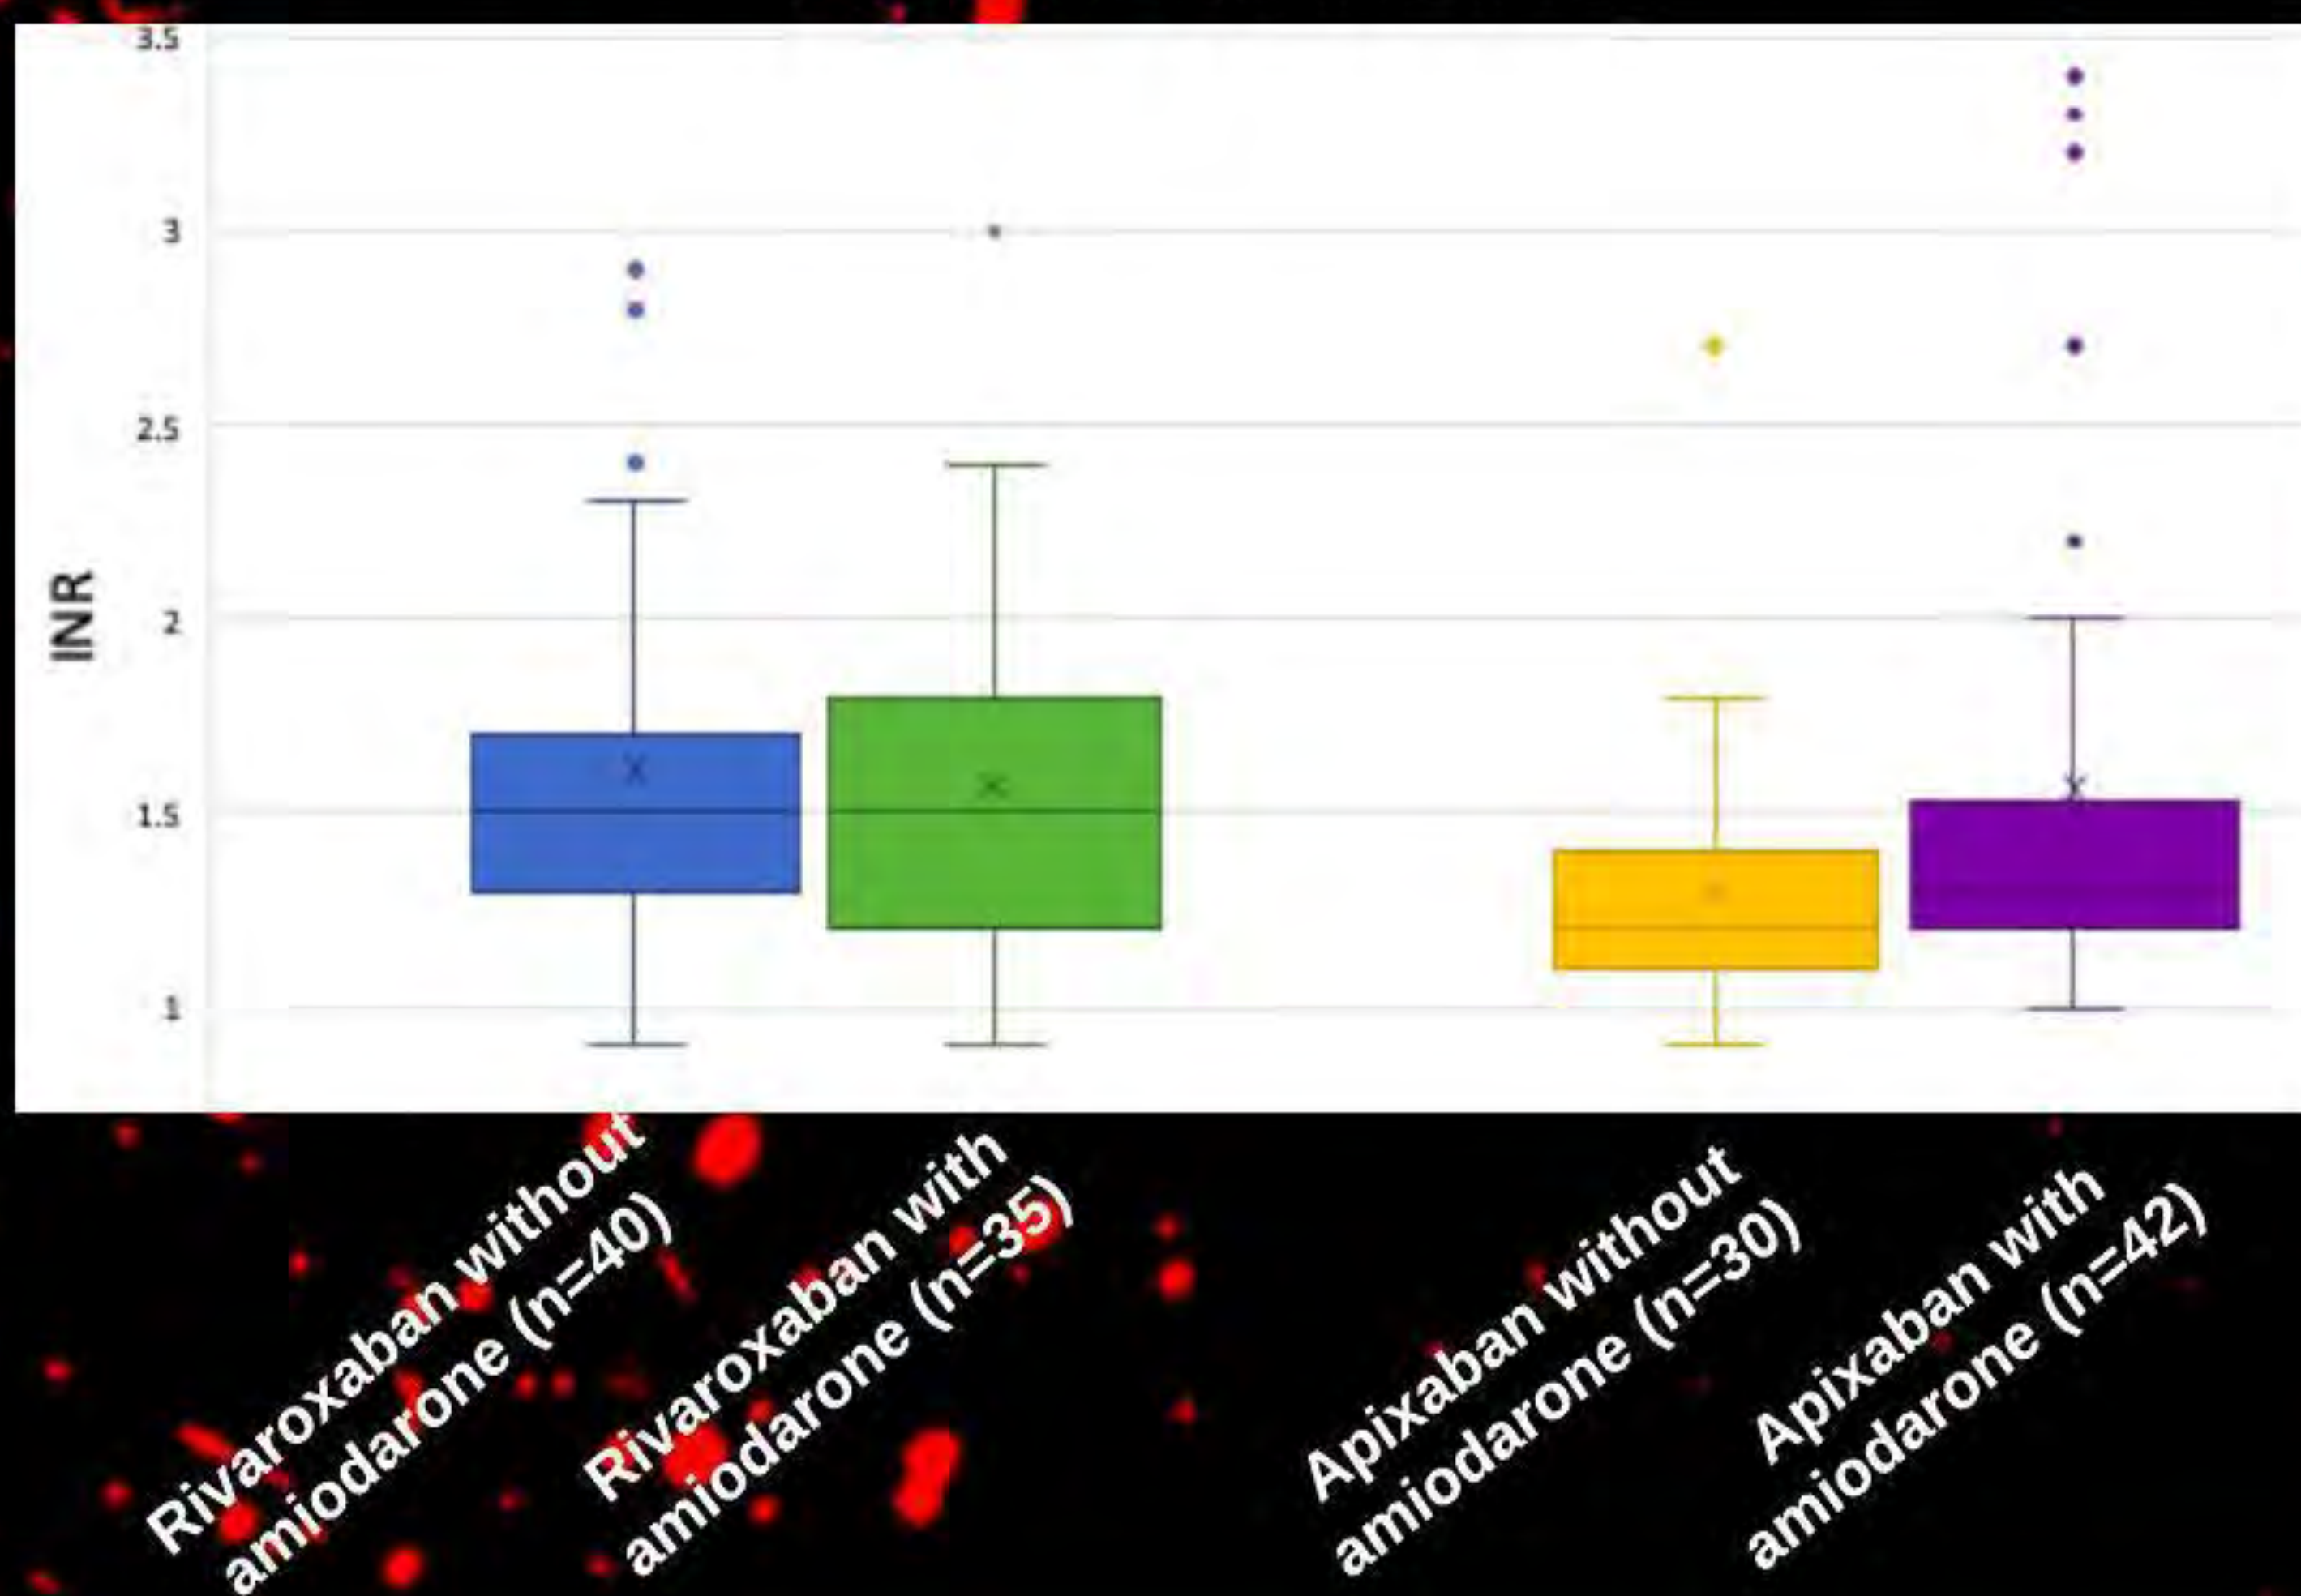 3.5
3
2.5
2
1.5
1
INR
Rivaroxaban without
amiodarone (n=40)
Rivaroxaban with
amiodarone (n=35)
Apixaban without
amiodarone (n=30)
Apixaban with
amiodarone (n=42)